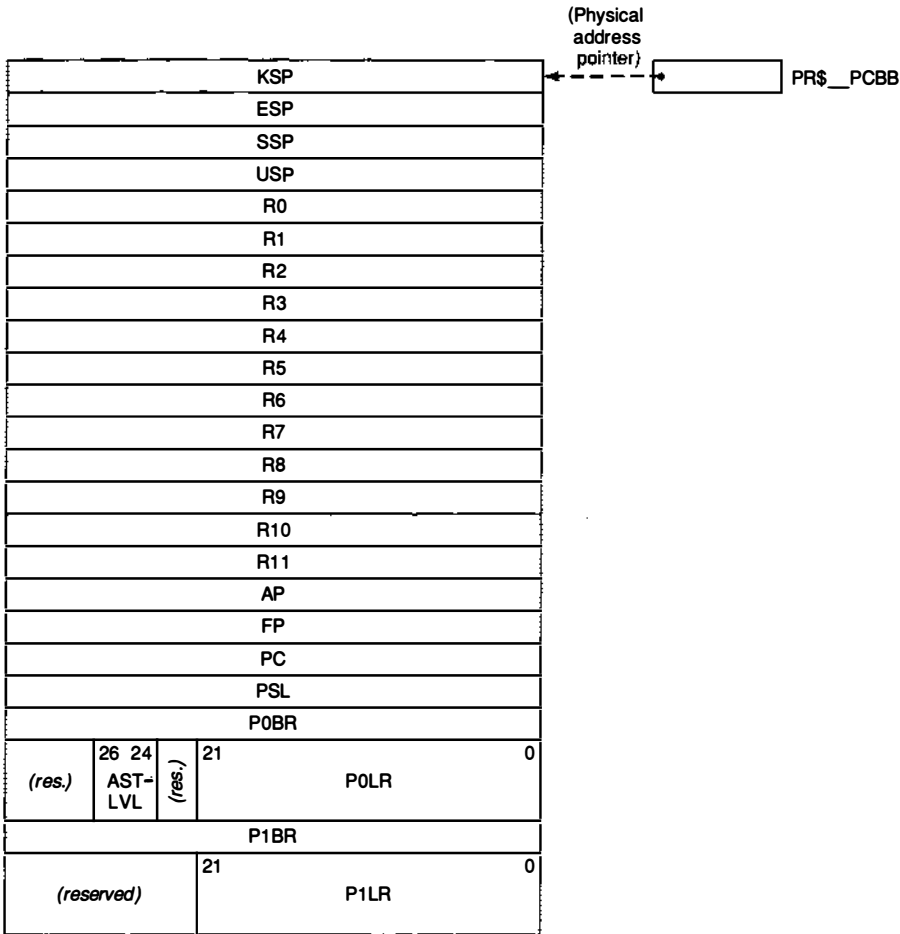 (Physical
address
pointer)
KSP
PR$__PCBB
ESP
SSP
USP
R0
R1
R2
R3
R4
R5
R6
R7
R8
R9
R10
R11
AP
FP
PC
PSL
P0BR
(res.)
26 24
AST-
LVL
(res.)
21 0
P0LR
P1BR
(reserved)
21 0
P1LR